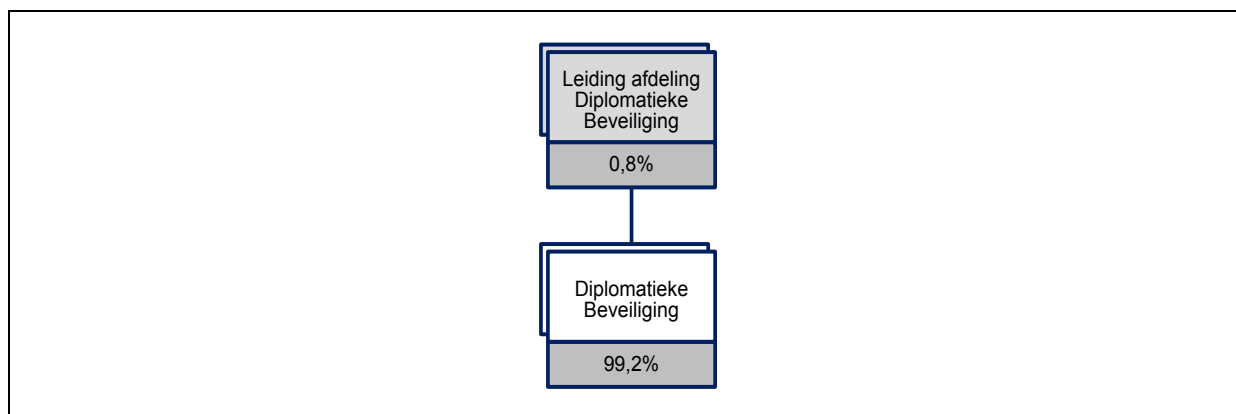 Leiding afdeling
Diplomatieke
Beveiliging
0,8%
Diplomatieke
Beveiliging
99,2%